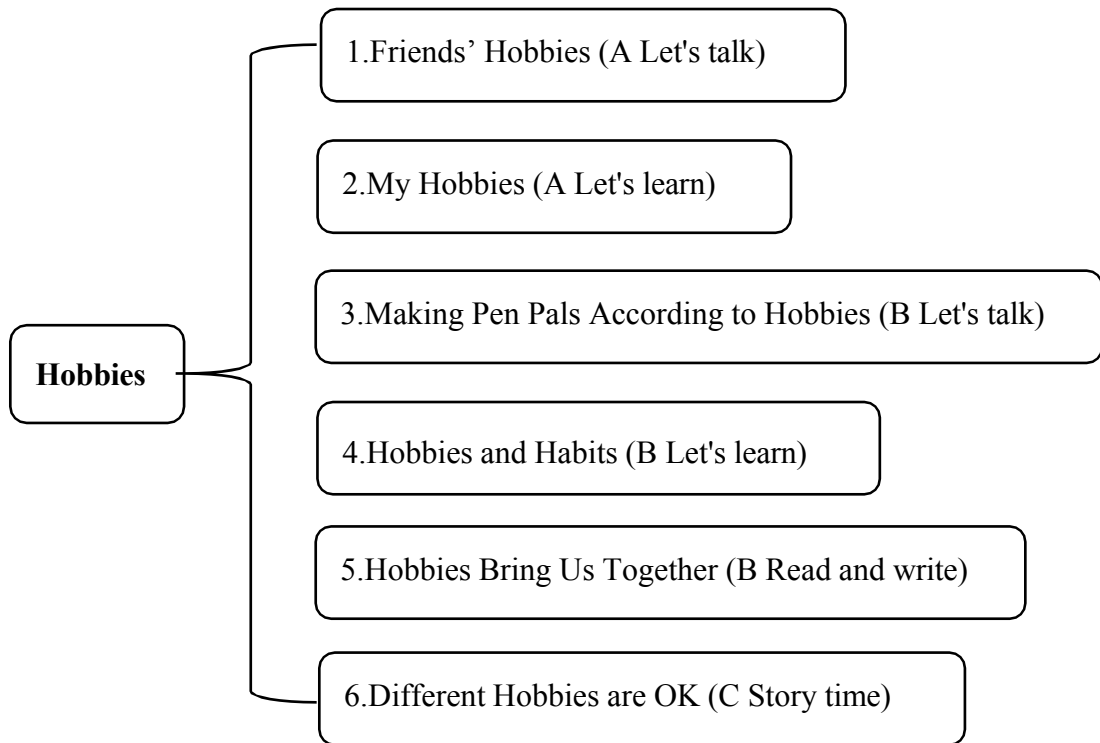 1.Friends’ Hobbies (A Let's talk)
2.My Hobbies (A Let's learn)
3.Making Pen Pals According to Hobbies (B Let's talk)
Hobbies
4.Hobbies and Habits (B Let's learn)
5.Hobbies Bring Us Together (B Read and write)
6.Different Hobbies are OK (C Story time)